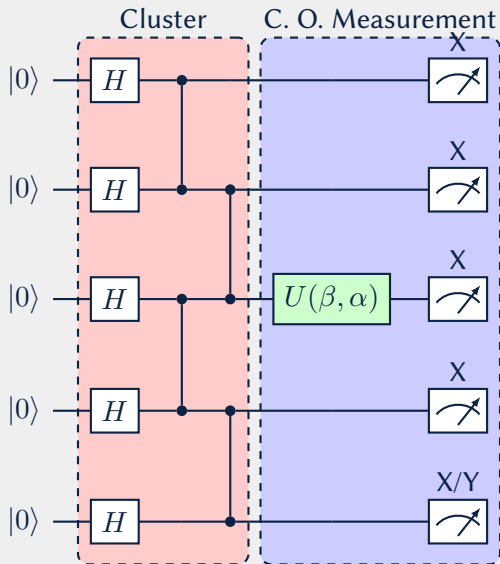 Cluster C. O. Measurement
X
|0⟩ H
X
|0⟩ H
X
|0⟩ H U(β, α)
X
|0⟩ H
X/Y
|0⟩ H